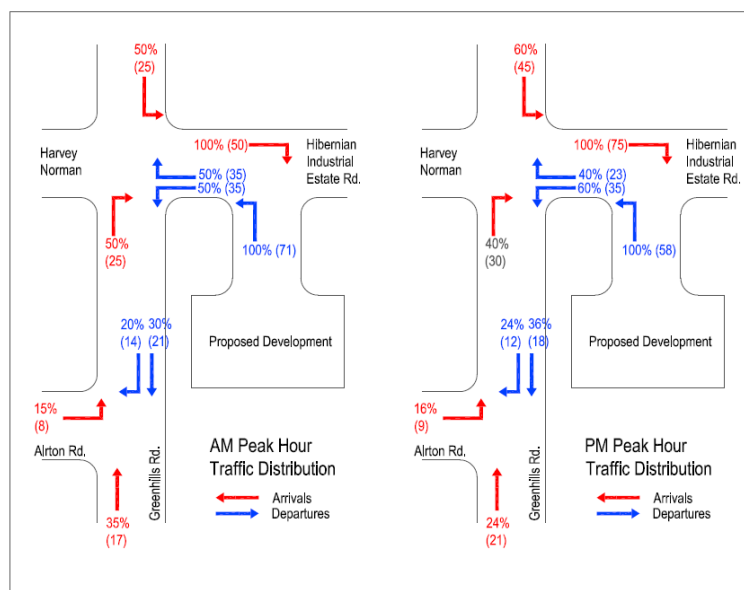 50%
(25)
100% (50)
Harvey
Norman
Hibernian
Industrial
Estate Rd.
50% (35)
50% (35)
50%
(25)
100% (71)
20% 30%
(14) (21)
Proposed Development
15%
(8)
Alrton Rd.
Greenhills Rd.
35%
(17)
AM Peak Hour
Traffic Distribution
Arrivals
Departures
60%
(45)
100% (75)
Harvey
Norman
Hibernian
Industrial
Estate Rd.
40% (23)
60% (35)
40%
(30)
100% (58)
24% 36%
(12) (18)
Proposed Development
16%
(9)
Alrton Rd.
Greenhills Rd.
24%
(21)
PM Peak Hour
Traffic Distribution
Arrivals
Departures